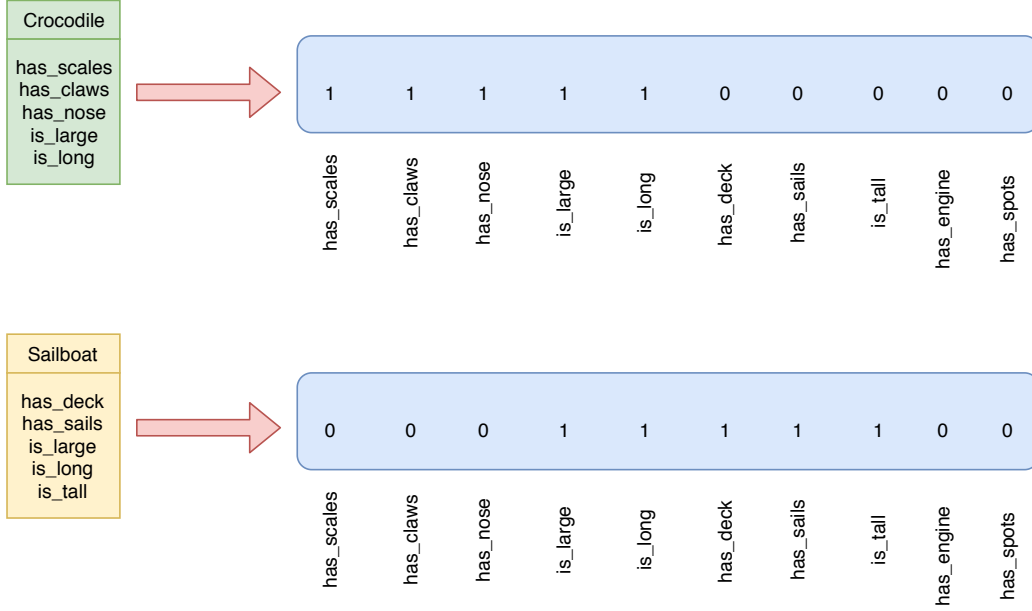 Crocodile
has_scales
has_claws
has_nose
is_large
is_long
1 1 1 1 1 0 0 0 0 0
has_scales
has_claws
has_nose
is_large
is_long
has_deck
has_sails
is_tall
has_engine
has_spots
Sailboat
has_deck
has_sails
is_large
is_long
is_tall
0 0 0 1 1 1 1 1 0 0
has_scales
has_claws
has_nose
is_large
is_long
has_deck
has_sails
is_tall
has_engine
has_spots